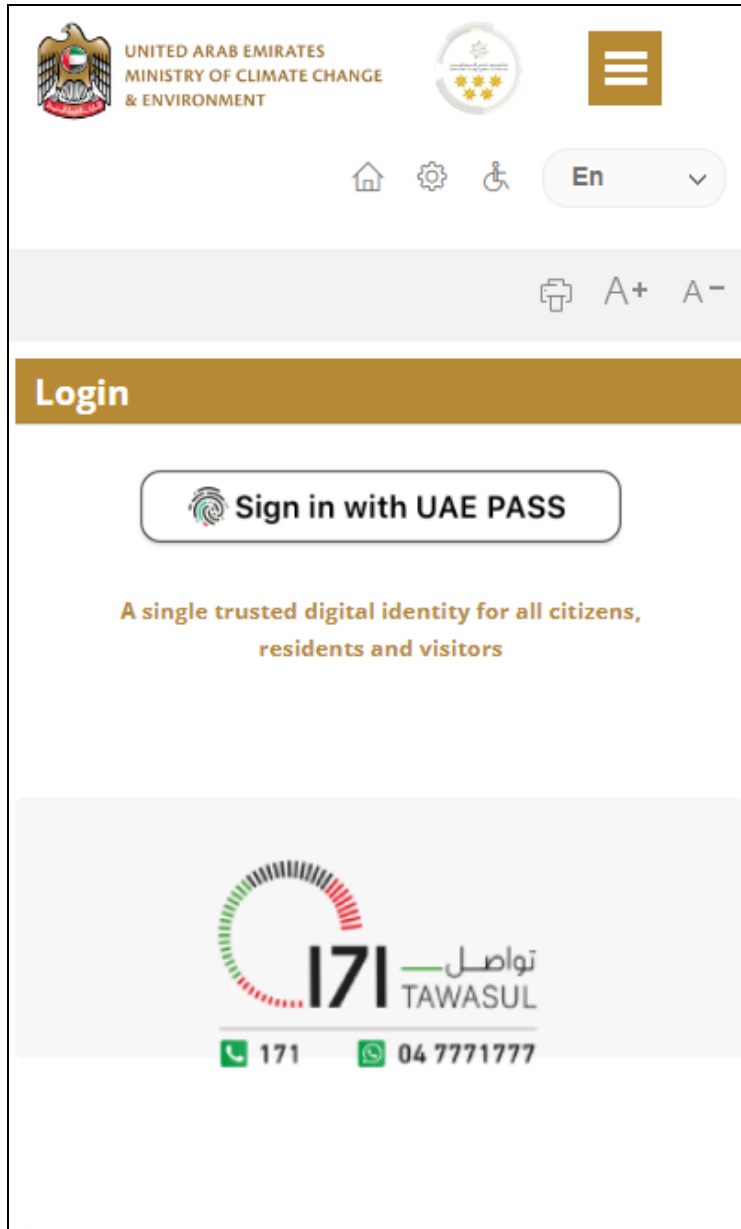 UNITED ARAB EMIRATES
MINISTRY OF CLIMATE CHANGE
& ENVIRONMENT
En
A+ A-
Login
Sign in with UAE PASS
A single trusted digital identity for all citizens,
residents and visitors
171 تواصل
TAWASUL
171 04 7771777